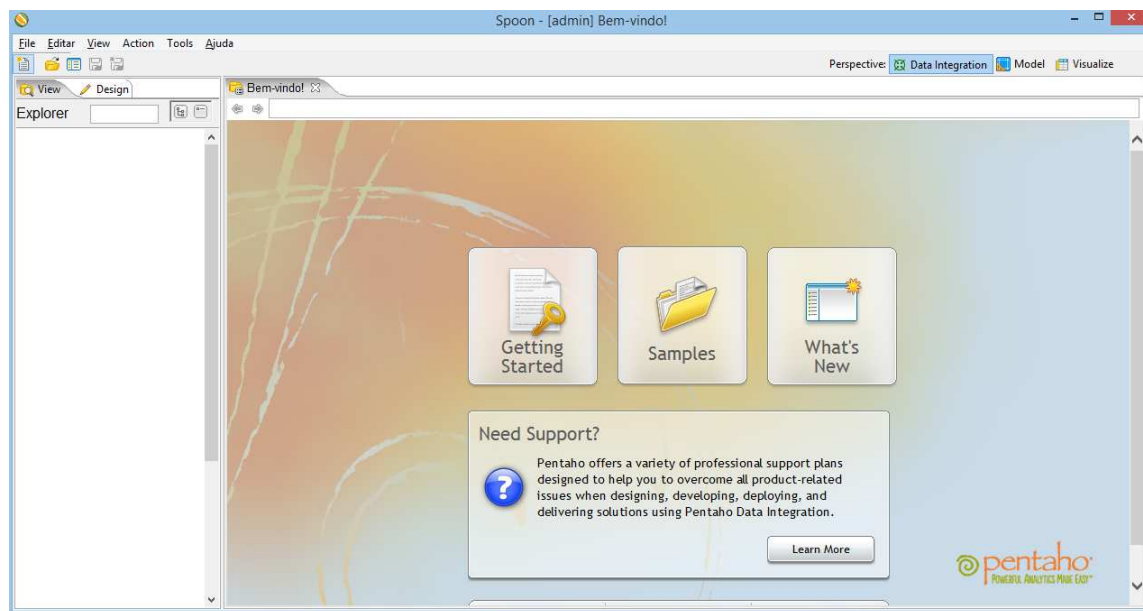 Spoon - [admin] Bem-vindo!
File Editar View Action Tools Ajuda
Perspective: Data Integration Model Visualize
View Design
Bem-vindo!
Explorer
Getting
Started
Samples
What's
New
Need Support?
Pentaho offers a variety of professional support plans
designed to help you to overcome all product-related
issues when designing, developing, deploying, and
delivering solutions using Pentaho Data Integration.
Learn More
pentaho
POWERFUL ANALYTICS MADE EASY™